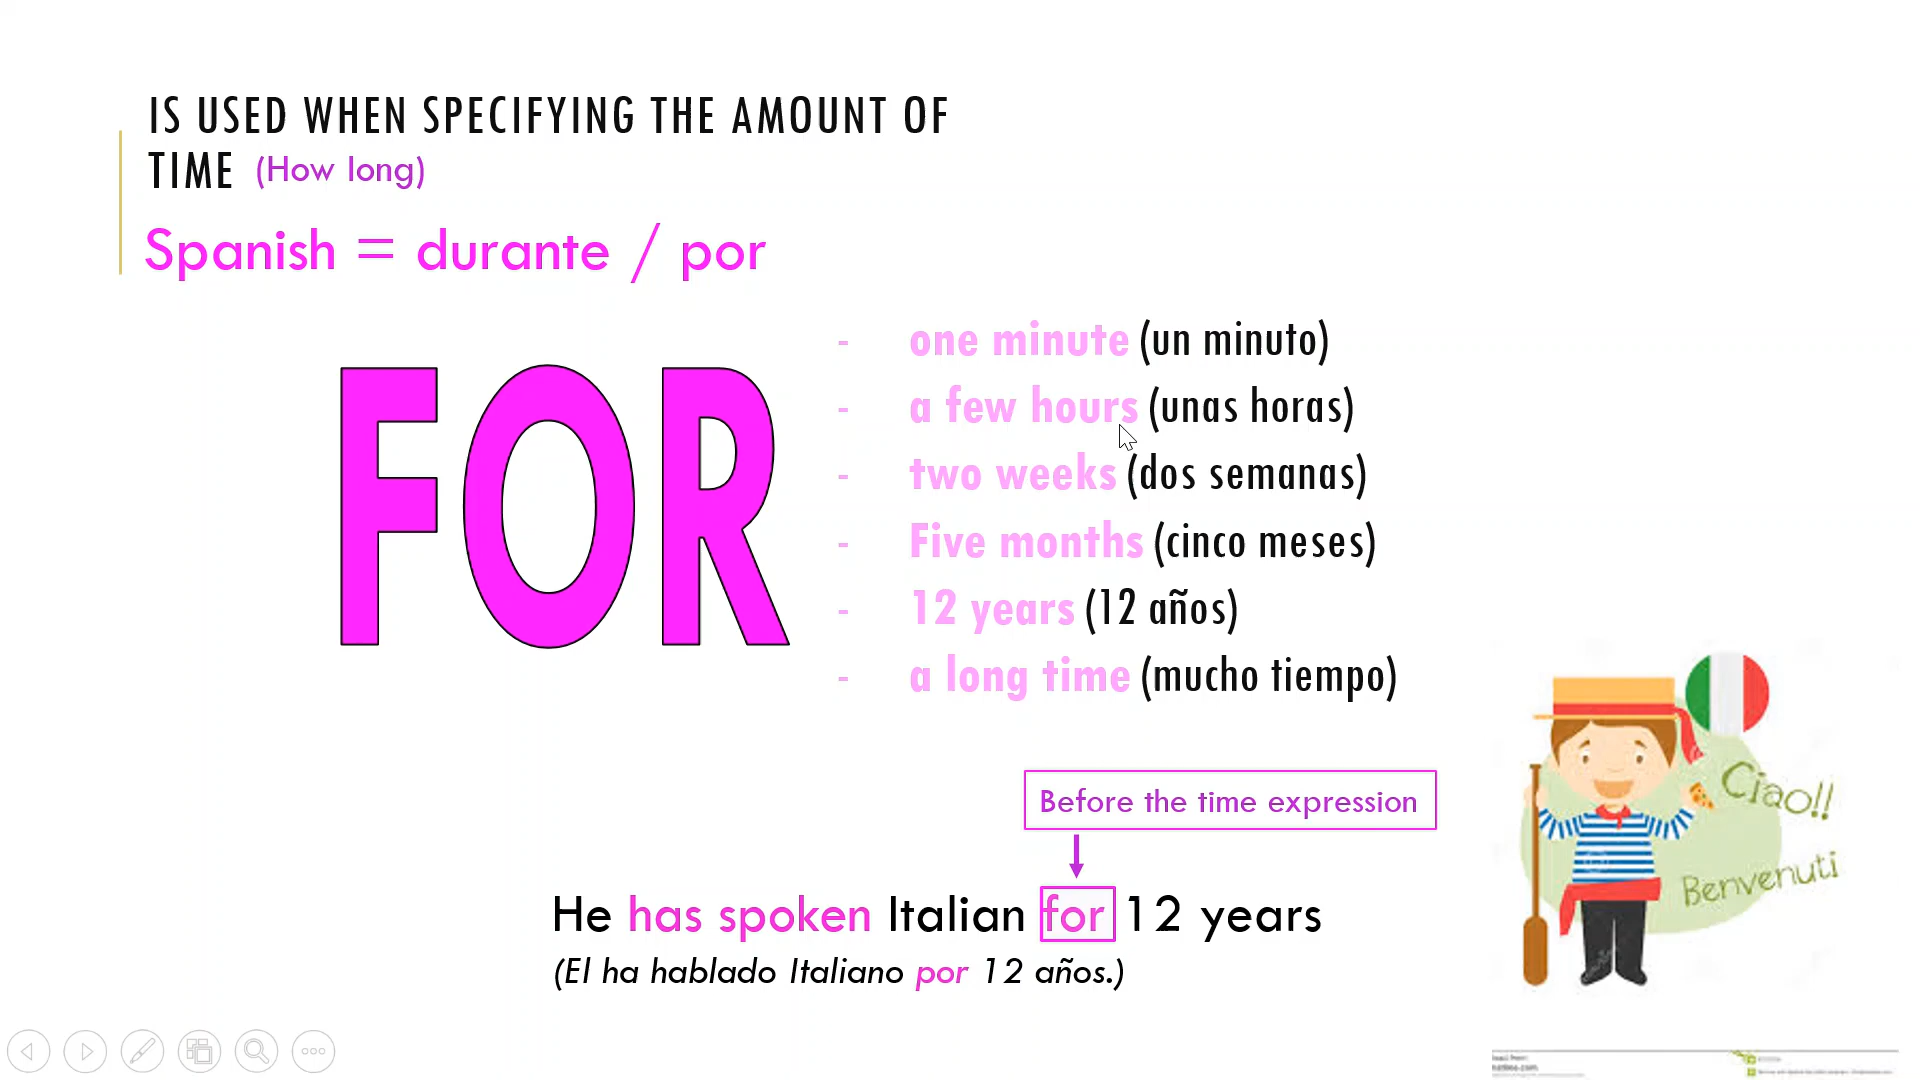 IS USED WHEN SPECIFYING THE AMOUNT OF
TIME (How long)
Spanish = durante / por
FOR
- one minute (un minuto)
- a few hours (unas horas)
- two weeks (dos semanas)
- Five months (cinco meses)
- 12 years (12 años)
- a long time (mucho tiempo)
Ciao!!
Benvenuti
Before the time expression
He has spoken Italian for 12 years
(El ha hablado Italiano por 12 años.)